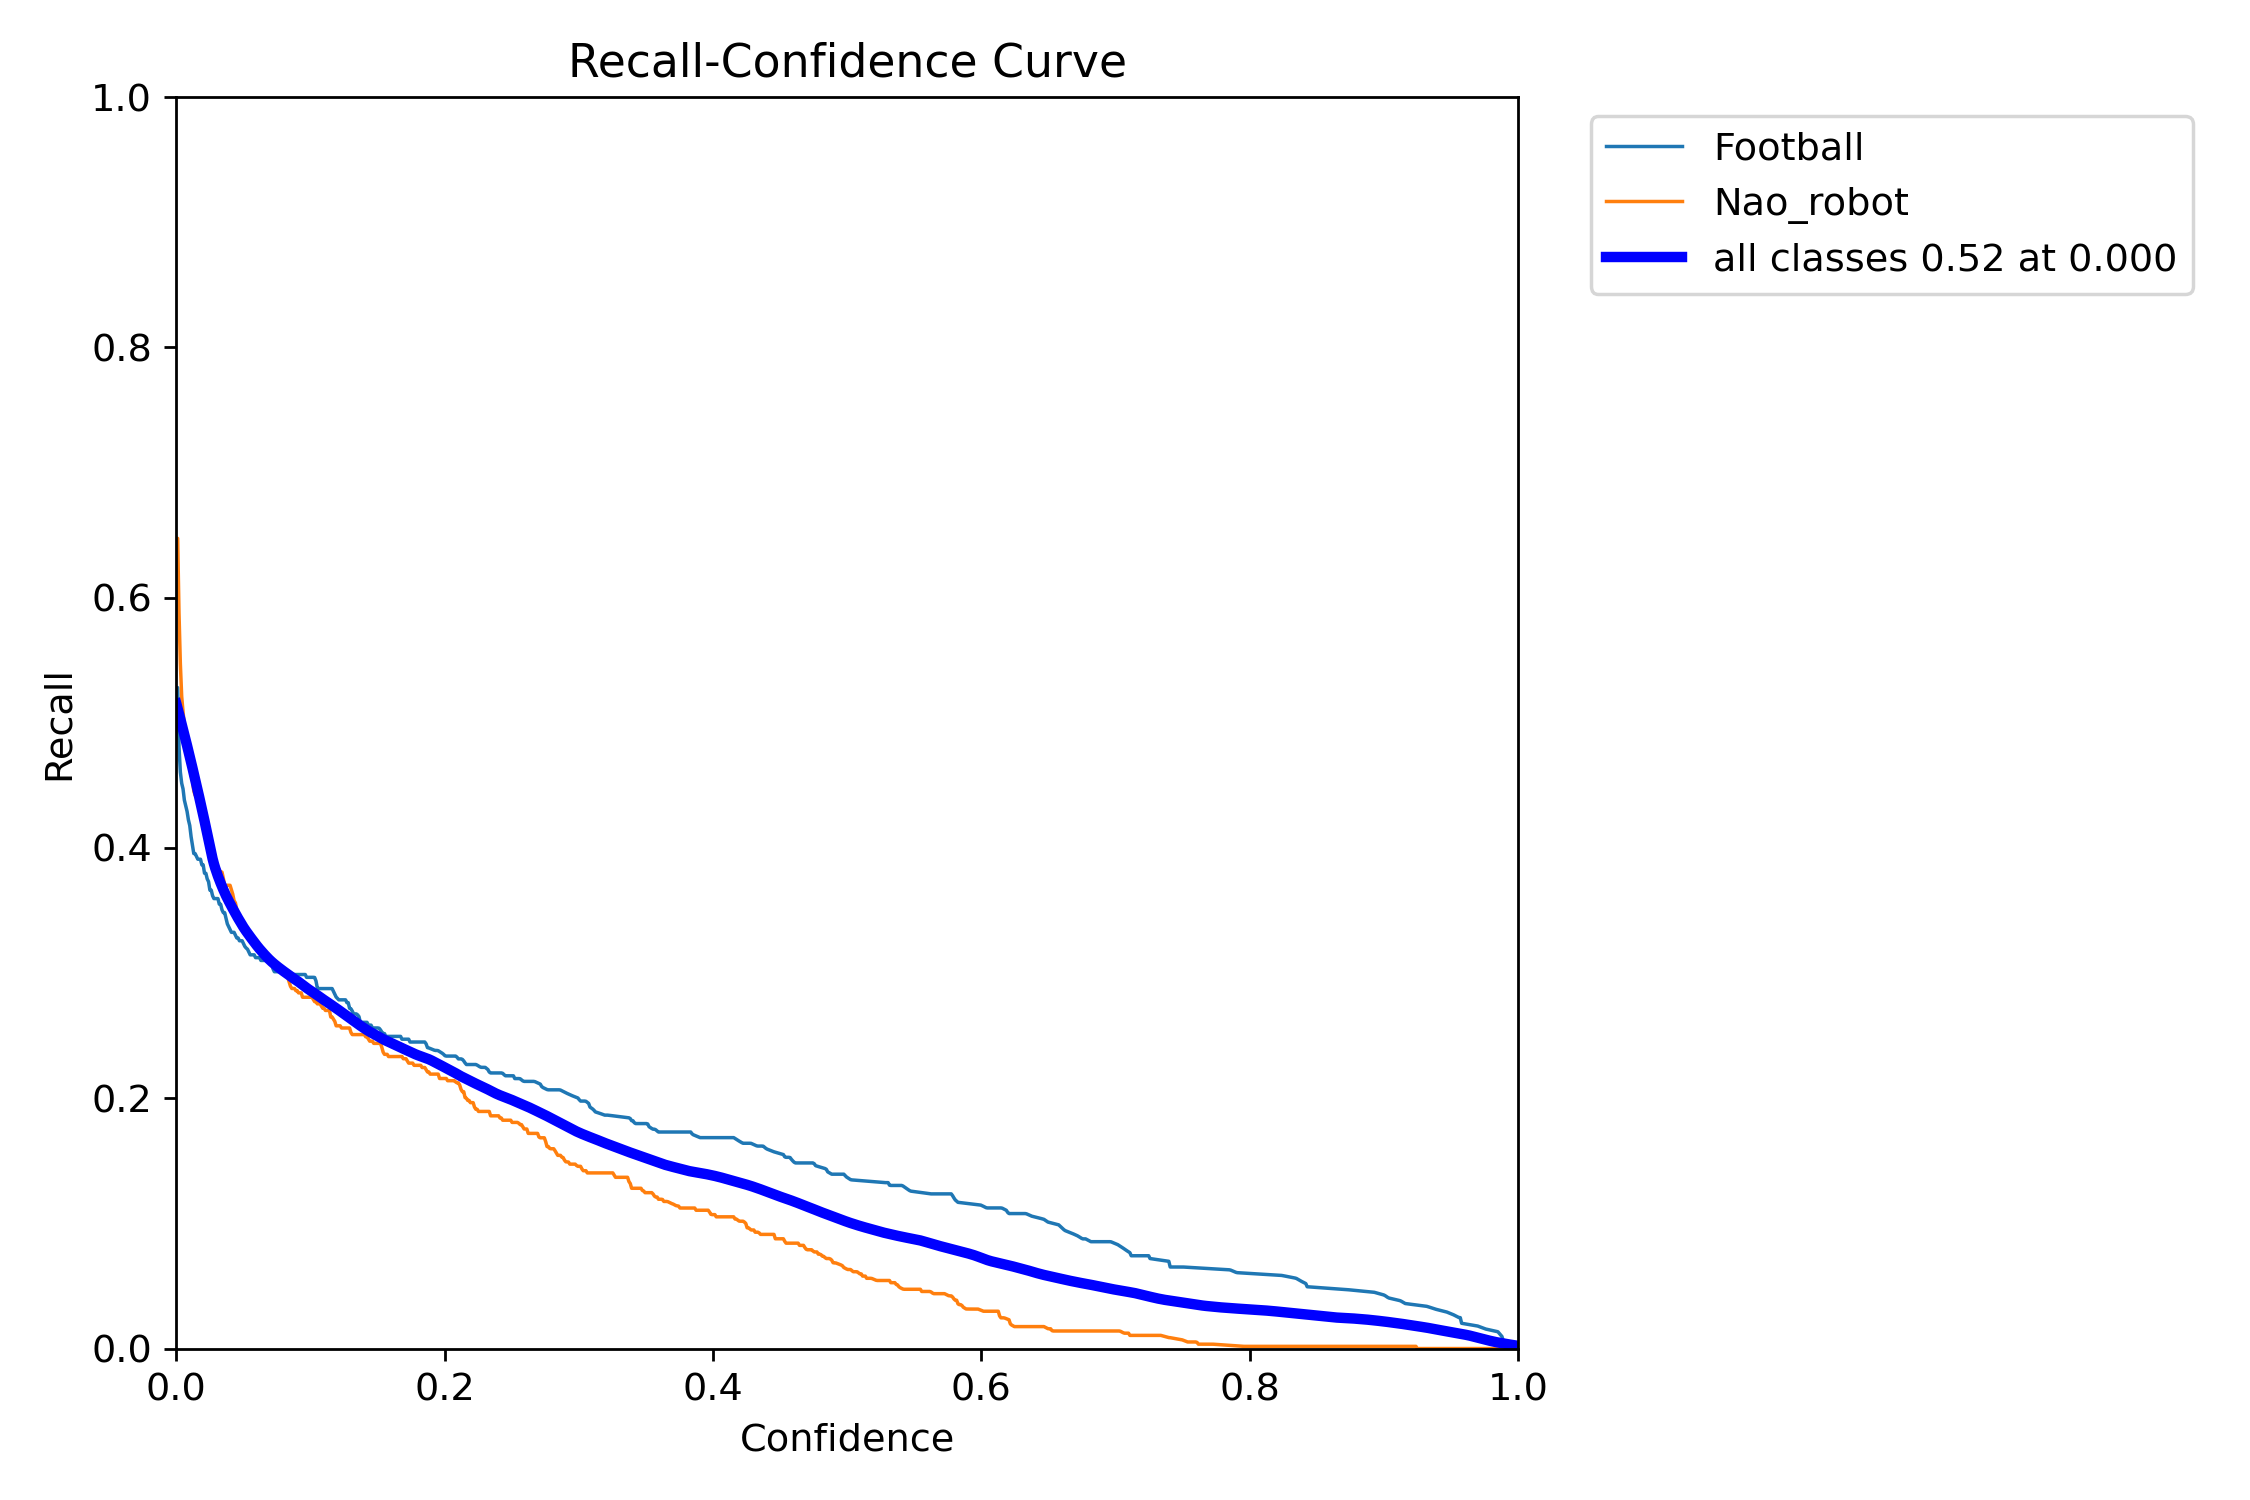 Recall-Confidence Curve
1.0
0.8
0.6
0.4
0.2
0.0
Recall
0.0 0.2 0.4 0.6 0.8 1.0
Confidence
Football
Nao_robot
all classes 0.52 at 0.000